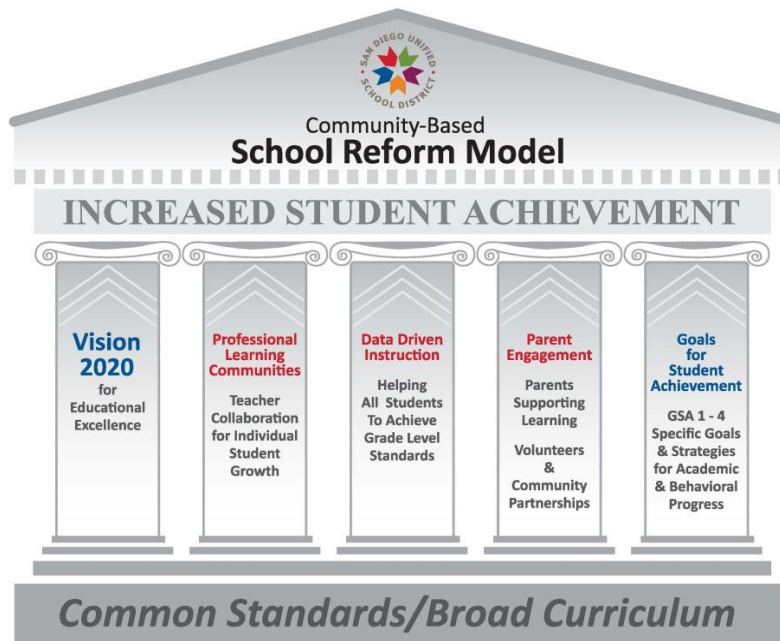 SAN DIEGO UNIFIED
SCHOOL DISTRICT
Community-Based
School Reform Model
INCREASED STUDENT ACHIEVEMENT
Vision
2020
for
Educational
Excellence
Professional
Learning
Communities
Teacher
Collaboration
for Individual
Student
Growth
Data Driven
Instruction
Helping
All Students
To Achieve
Grade Level
Standards
Parent
Engagement
Parents
Supporting
Learning
Volunteers
&
Community
Partnerships
Goals
for
Student
Achievement
GSA 1 - 4
Specific Goals
& Strategies
for Academic
& Behavioral
Progress
Common Standards/Broad Curriculum